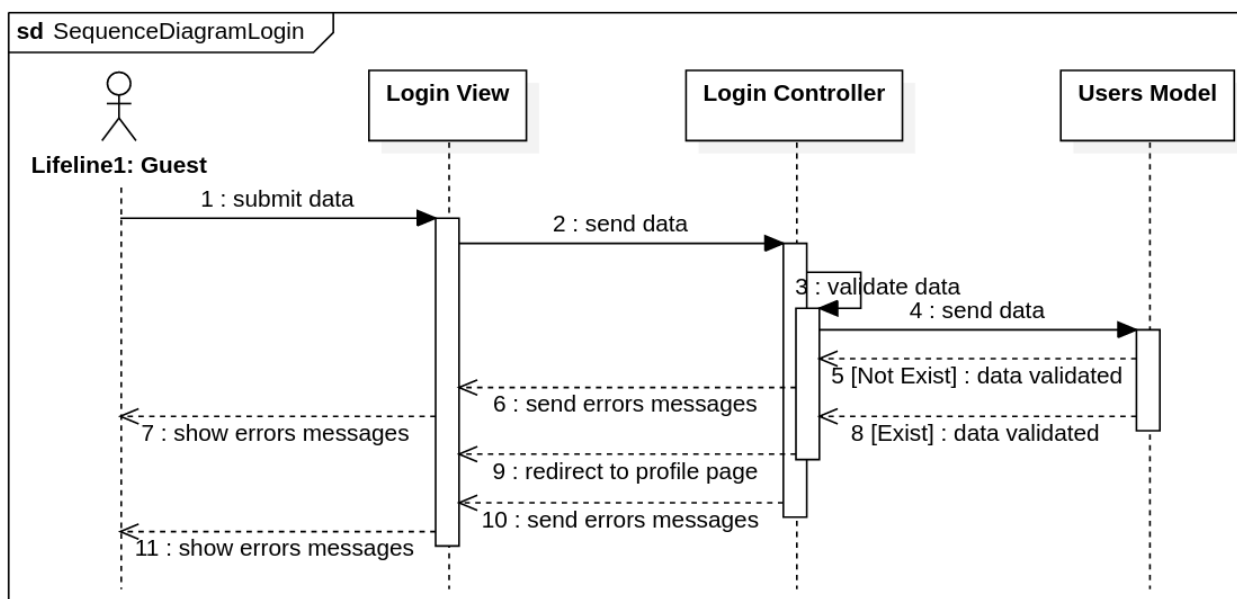 sd SequenceDiagramLogin
Login View
Login Controller
Users Model
Lifeline1: Guest
1 : submit data
2 : send data
3 : validate data
4 : send data
5 [Not Exist] : data validated
6 : send errors messages
7 : show errors messages
8 [Exist] : data validated
9 : redirect to profile page
10 : send errors messages
11 : show errors messages